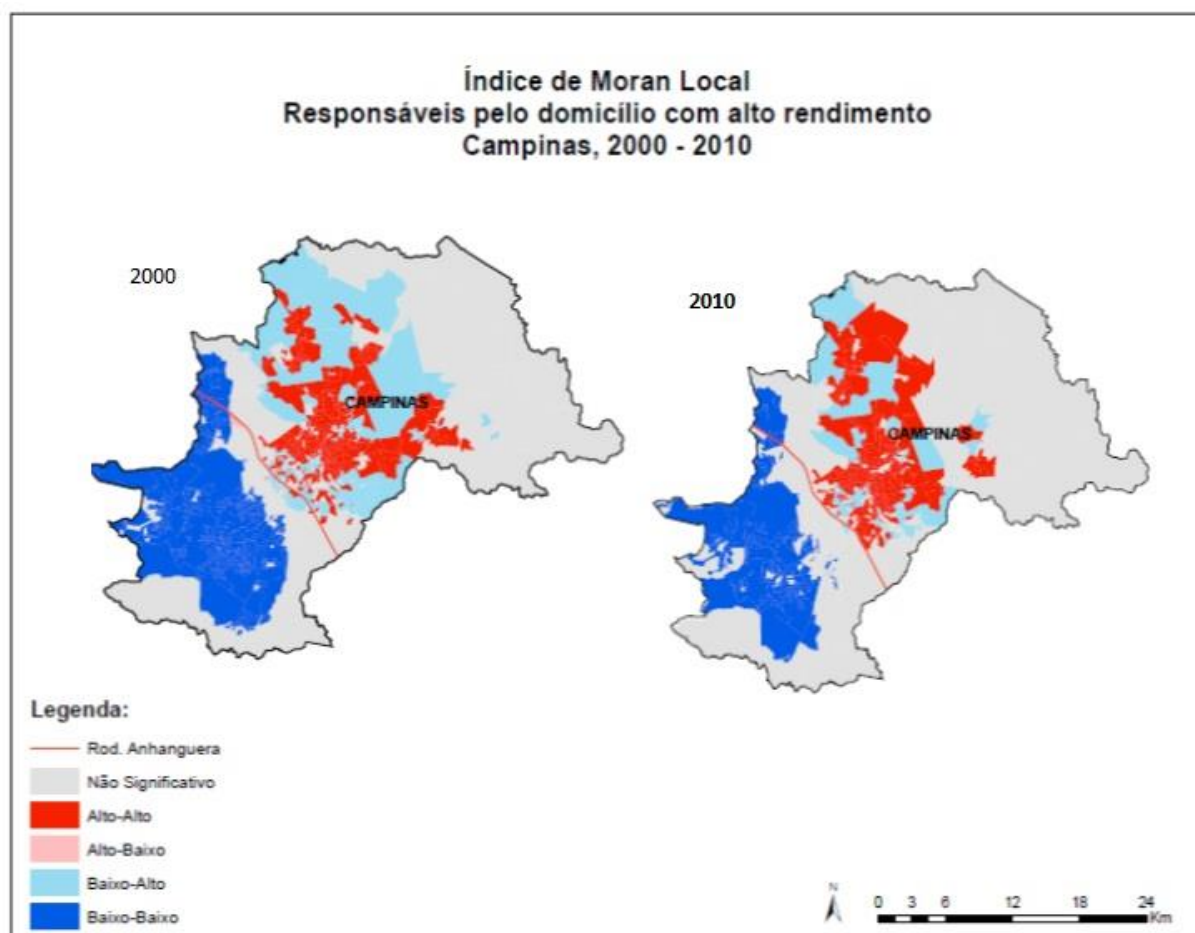 Índice de Moran Local
Responsáveis pelo domicílio com alto rendimento
Campinas, 2000 - 2010
2000
2010
CAMPINAS
CAMPINAS
Legenda:
Rod. Anhanguera
Não Significativo
Alto-Alto
Alto-Baixo
Baixo-Alto
Baixo-Baixo
N
0 3 6 12 18 24
Km